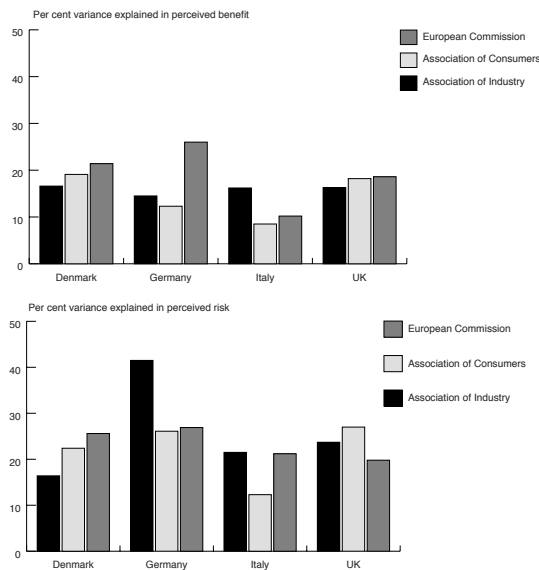 Per cent variance explained in perceived benefit
50
40
30
20
10
0
Denmark Germany Italy UK
European Commission
Association of Consumers
Association of Industry
Per cent variance explained in perceived risk
50
40
30
20
10
0
Denmark Germany Italy UK
European Commission
Association of Consumers
Association of Industry